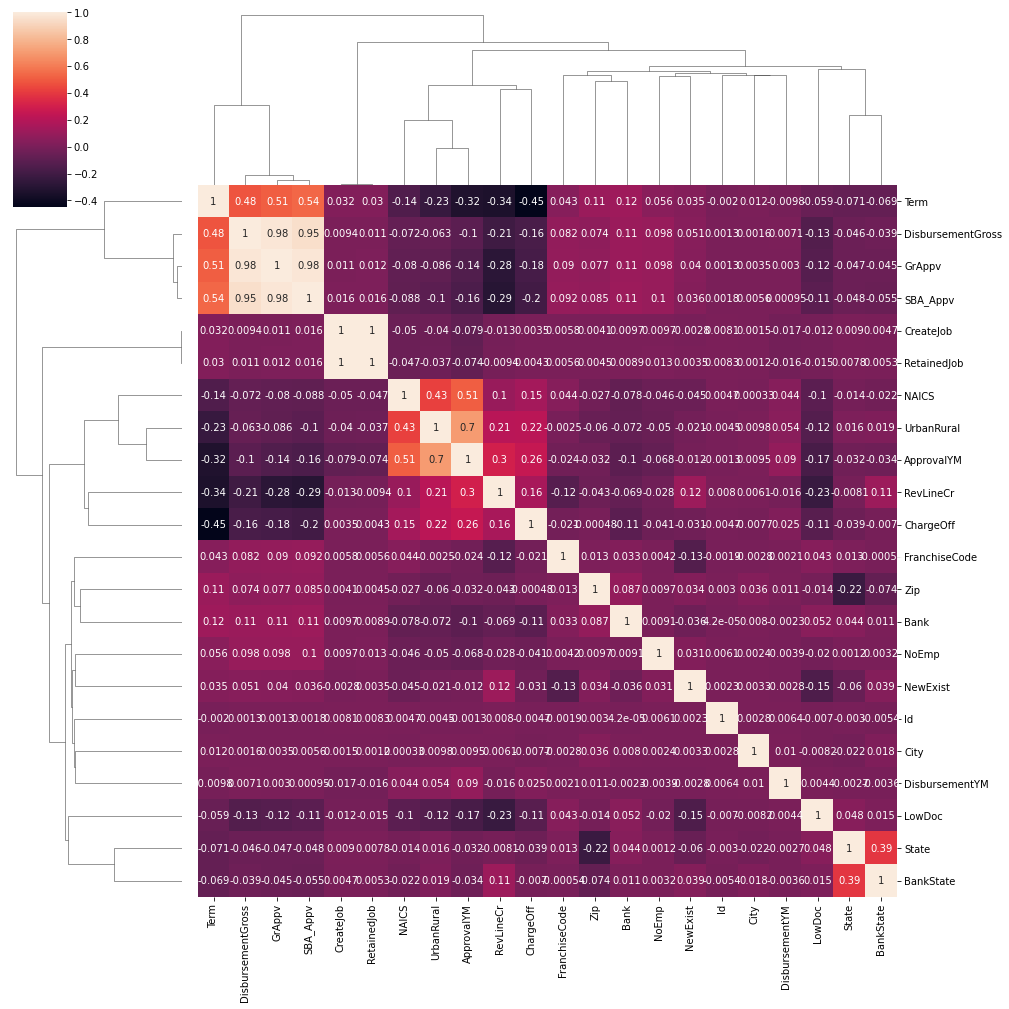 1.0
0.8
0.6
0.4
0.2
0.0
−0.2
−0.4
1 0.48 0.51 0.54 0.032 0.03 -0.14 -0.23 -0.32 -0.34 -0.45 0.043 0.11 0.12 0.056 0.035 -0.002 0.012 -0.0098 -0.059 -0.071 -0.069 Term
0.48 1 0.98 0.95 0.0094 0.011 -0.072 -0.063 -0.1 -0.21 -0.16 0.082 0.074 0.11 0.098 0.051 0.0013 0.0016 0.0071 -0.13 -0.046 -0.039 DisbursementGross
0.51 0.98 1 0.98 0.011 0.012 -0.08 -0.086 -0.14 -0.28 -0.18 0.09 0.077 0.11 0.098 0.04 0.0013 0.0035 0.003 -0.12 -0.047 -0.045 GrAppv
0.54 0.95 0.98 1 0.016 0.016 -0.088 -0.1 -0.16 -0.29 -0.2 0.092 0.085 0.11 0.1 0.036 0.0018 0.0056 0.00095 -0.11 -0.048 -0.055 SBA_Appv
0.032 0.0094 0.011 0.016 1 1 -0.05 -0.04 -0.079 -0.013 0.0035 0.0058 0.0041 0.0097 0.0097 -0.0028 0.0081 0.0015 -0.017 -0.012 0.009 0.0047 CreateJob
0.03 0.011 0.012 0.016 1 1 -0.047 -0.037 -0.074 -0.0094 0.0043 0.0056 0.0045 0.0089 0.013 0.0035 0.0083 0.0012 -0.016 -0.015 0.0078 0.0053 RetainedJob
-0.14 -0.072 -0.08 -0.088 -0.05 -0.047 1 0.43 0.51 0.1 0.15 0.044 -0.027 -0.078 -0.046 -0.045 0.0047 0.00033 0.044 -0.1 -0.014 -0.022 NAICS
-0.23 -0.063 -0.086 -0.1 -0.04 -0.037 0.43 1 0.7 0.21 0.22 -0.0025 -0.06 -0.072 -0.05 -0.021 -0.0045 0.0098 0.054 -0.12 0.016 0.019 UrbanRural
-0.32 -0.1 -0.14 -0.16 -0.079 -0.074 0.51 0.7 1 0.3 0.26 -0.024 -0.032 -0.1 -0.068 -0.012 -0.0013 0.0095 0.09 -0.17 -0.032 -0.034 ApprovalYM
-0.34 -0.21 -0.28 -0.29 -0.013 -0.0094 0.1 0.21 0.3 1 0.16 -0.12 -0.043 -0.069 -0.028 0.12 0.008 0.0061 -0.016 -0.23 -0.0081 0.11 RevLineCr
-0.45 -0.16 -0.18 -0.2 0.0035 0.0043 0.15 0.22 0.26 0.16 1 -0.021 -0.00048 -0.11 -0.041 -0.031 -0.0047 -0.0077 0.025 -0.11 -0.039 -0.007 ChargeOff
0.043 0.082 0.09 0.092 0.0058 0.0056 0.044 -0.0025 -0.024 -0.12 -0.021 1 0.013 0.033 0.0042 -0.13 -0.0019 -0.0028 0.0021 0.043 0.013 -0.00054 FranchiseCode
0.11 0.074 0.077 0.085 0.0041 0.0045 -0.027 -0.06 -0.032 -0.043 -0.00048 0.013 1 0.087 0.0097 0.034 0.003 0.036 0.011 -0.014 -0.22 -0.074 Zip
0.12 0.11 0.11 0.11 0.0097 0.0089 -0.078 -0.072 -0.1 -0.069 -0.11 0.033 0.087 1 0.0091 -0.036 4.2e-05 0.008 -0.0023 0.052 0.044 0.011 Bank
0.056 0.098 0.098 0.1 0.0097 0.013 -0.046 -0.05 -0.068 -0.028 -0.041 0.0042 0.0097 0.0091 1 0.031 0.0061 0.0024 -0.0039 -0.02 0.0012 0.0032 NoEmp
0.035 0.051 0.04 0.036 -0.0028 0.0035 -0.045 -0.021 -0.012 0.12 -0.031 -0.13 0.034 -0.036 0.031 1 0.0023 0.0033 -0.0028 -0.15 -0.06 0.039 NewExist
-0.002 0.0013 0.0013 0.0018 0.0081 0.0083 0.0047 -0.0045 -0.0013 0.008 -0.0047 -0.0019 0.003 4.2e-05 0.0061 0.0023 1 0.0028 0.0064 -0.007 -0.003 -0.0054 Id
0.012 0.0016 0.0035 0.0056 0.0015 0.0012 0.00033 0.0098 0.0095 0.0061 -0.0077 -0.0028 0.036 0.008 0.0024 0.0033 0.0028 1 0.01 -0.0082 -0.022 0.018 City
-0.0098 0.0071 0.003 0.00095 -0.017 -0.016 0.044 0.054 0.09 -0.016 0.025 0.0021 0.011 -0.0023 -0.0039 -0.0028 0.0064 0.01 1 0.0044 -0.0027 -0.0036 DisbursementYM
-0.059 -0.13 -0.12 -0.11 -0.012 -0.015 -0.1 -0.12 -0.17 -0.23 -0.11 0.043 -0.014 0.052 -0.02 -0.15 -0.007 -0.0082 0.0044 1 0.048 0.015 LowDoc
-0.071 -0.046 -0.047 -0.048 0.009 0.0078 -0.014 0.016 -0.032 -0.0081 -0.039 0.013 -0.22 0.044 0.0012 -0.06 -0.003 -0.022 -0.0027 0.048 1 0.39 State
-0.069 -0.039 -0.045 -0.055 0.0047 0.0053 -0.022 0.019 -0.034 0.11 -0.007 -0.00054 -0.074 0.011 0.0032 0.039 -0.0054 0.018 -0.0036 0.015 0.39 1 BankState
Term DisbursementGross GrAppv SBA_Appv CreateJob RetainedJob NAICS UrbanRural ApprovalYM RevLineCr ChargeOff FranchiseCode Zip Bank NoEmp NewExist Id City DisbursementYM LowDoc State BankState